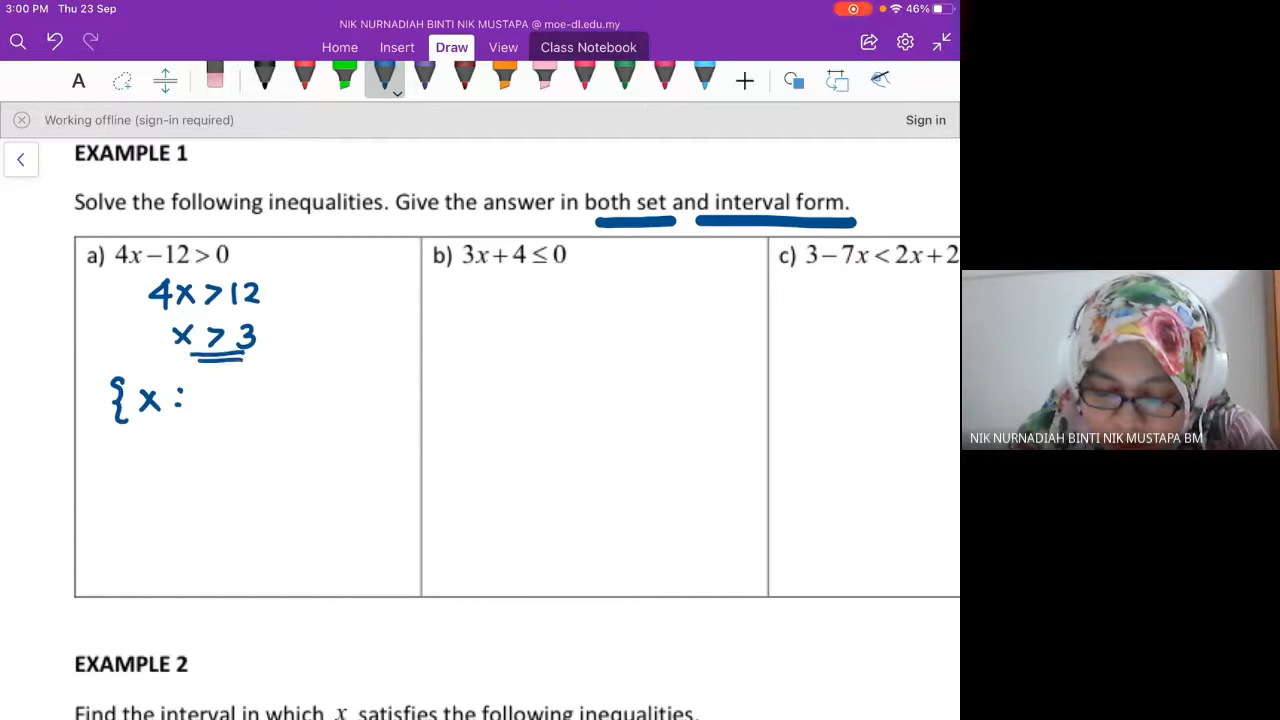 3:00 PM Thu 23 Sep
46%
NIK NURNADIAH BINTI NIK MUSTAPA @ moe-dl.edu.my
Home Insert Draw View Class Notebook
A
Working offline (sign-in required) Sign in
EXAMPLE 1
Solve the following inequalities. Give the answer in both set and interval form.
a) 4x−12>0
4x > 12
x > 3
{ x :
b) 3x+4≤0
c) 3−7x<2x+2
NIK NURNADIAH BINTI NIK MUSTAPA BM
EXAMPLE 2
Find the interval in which x satisfies the following inequalities.